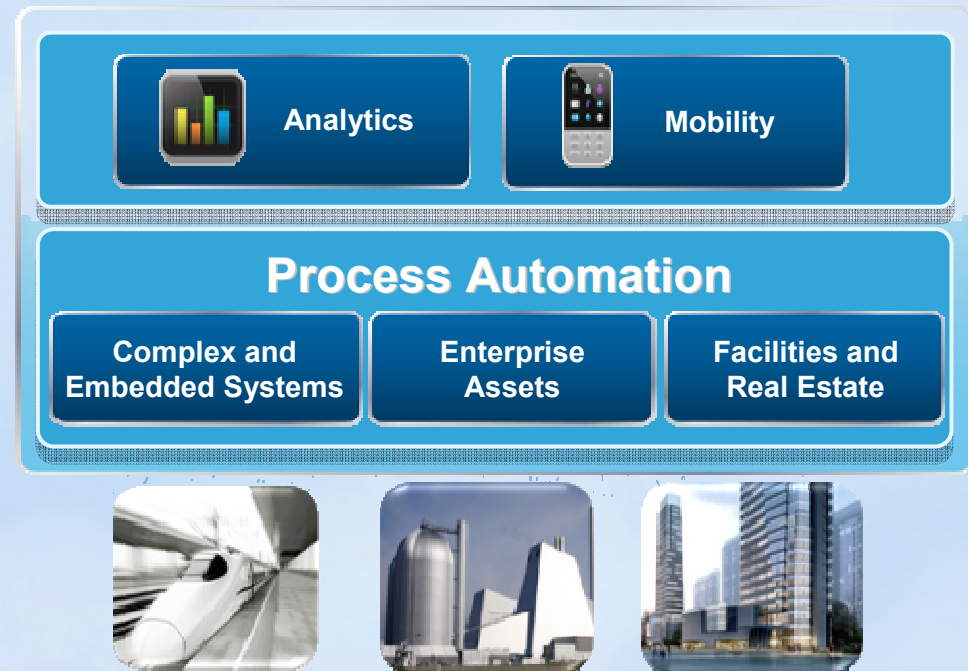 Analytics
Mobility
Process Automation
Complex and
Embedded Systems
Enterprise
Assets
Facilities and
Real Estate